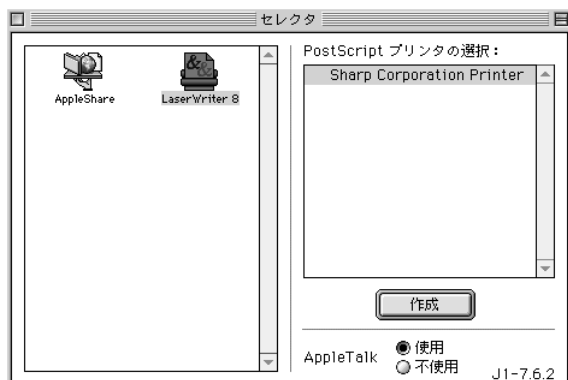 セレクタ
AppleShare
LaserWriter 8
PostScript プリンタの選択：
Sharp Corporation Printer
作成
AppleTalk
使用
不使用
J1-7.6.2